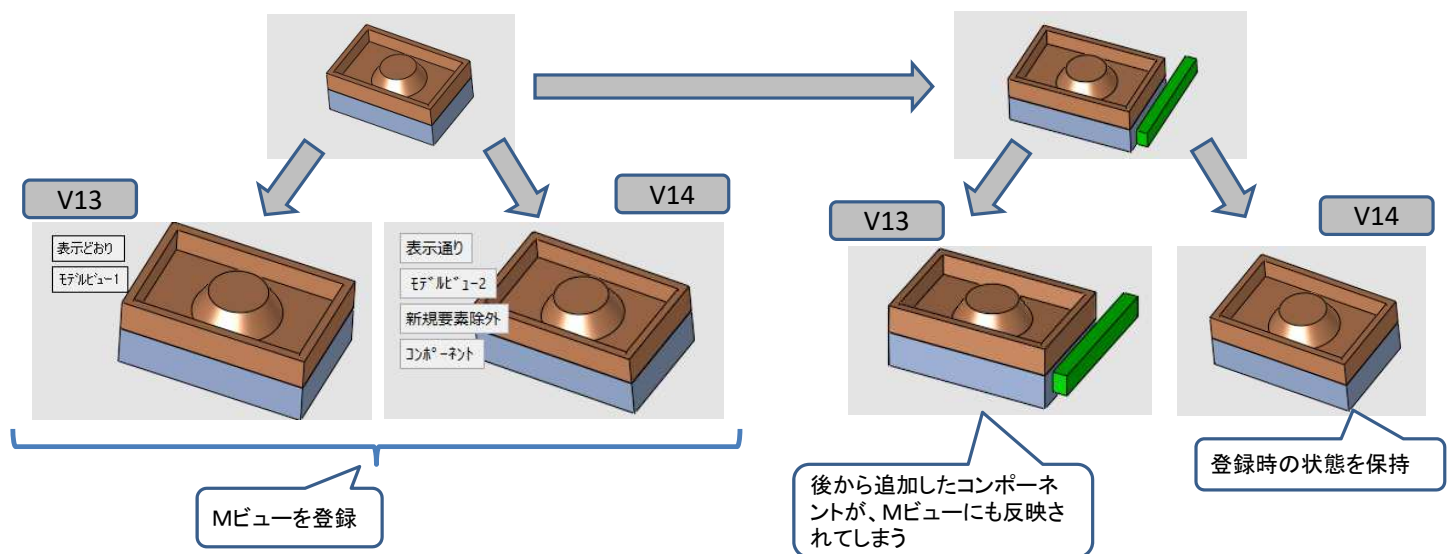 V13
V14
表示どおり
モデルビュー1
表示通り
モデルビュー2
新規要素除外
コンポーネント
Mビューを登録
V13
V14
後から追加したコンポーネ
ントが、Mビューにも反映さ
れてしまう
登録時の状態を保持